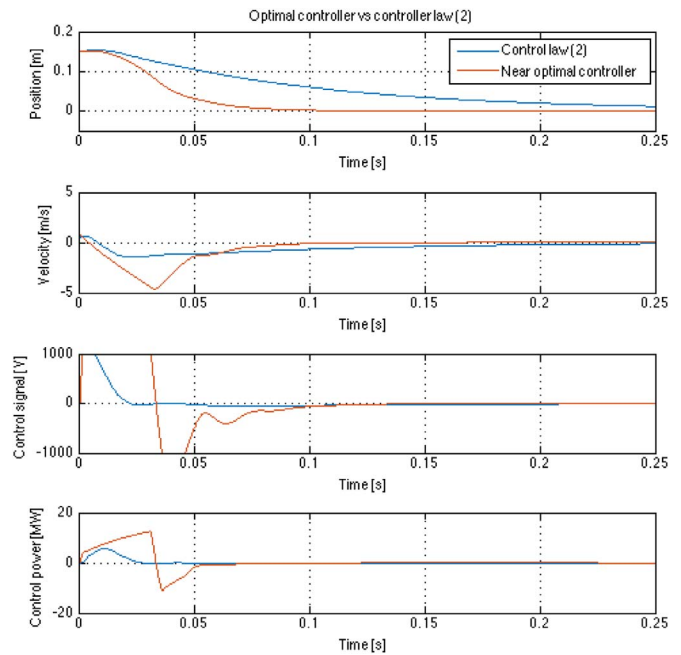 Optimal controller vs controller law (2)
0.2
0.1
0
Position [m]
Control law (2)
Near optimal controller
0 0.05 0.1 0.15 0.2 0.25
Time [s]
5
0
-5
Velocity [m/s]
0 0.05 0.1 0.15 0.2 0.25
Time [s]
1000
0
-1000
Control signal [V]
0 0.05 0.1 0.15 0.2 0.25
Time [s]
20
0
-20
Control power [MW]
0 0.05 0.1 0.15 0.2 0.25
Time [s]